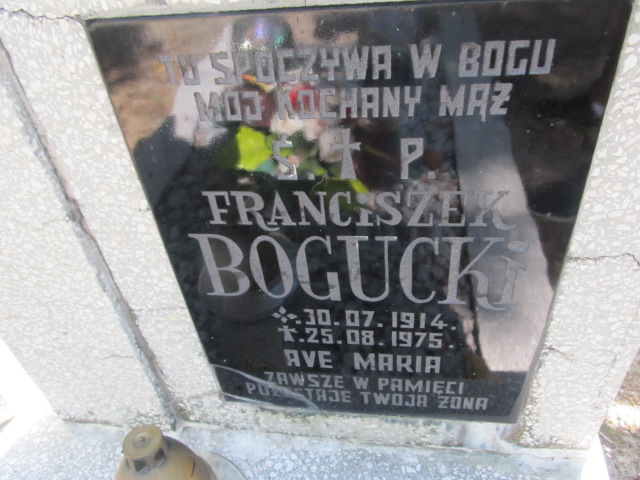 TU SPOCZYWA W BOGU
MÓJ KOCHANY MĄŻ
Ś. † P.
FRANCISZEK
BOGUCKi
.30.07.1914.
†.25.08.1975.
AVE MARIA
ZAWSZE W PAMIĘCI
POZOSTAJE TWOJA ŻONA